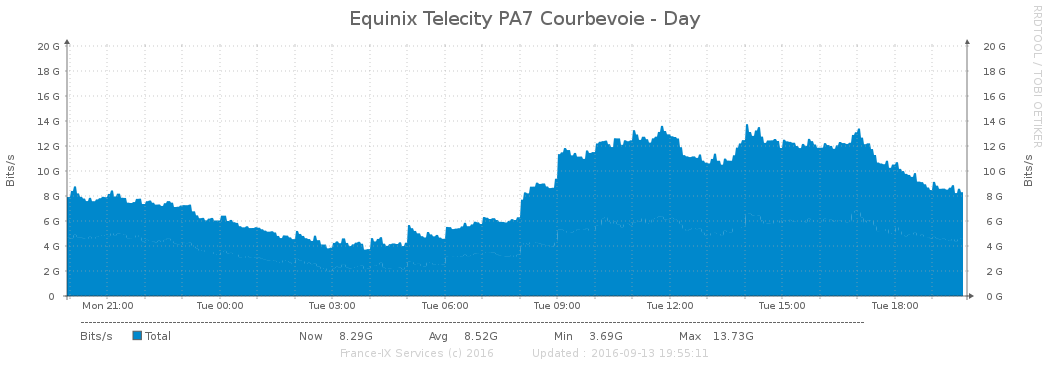 Equinix Telecity PA7 Courbevoie - Day
RRDTOOL / TOBI OETIKER
Bits/s
20 G 20 G
18 G 18 G
16 G 16 G
14 G 14 G
12 G 12 G
10 G 10 G
8 G 8 G
6 G 6 G
4 G 4 G
2 G 2 G
0 0 G
Bits/s
Mon 21:00 Tue 00:00 Tue 03:00 Tue 06:00 Tue 09:00 Tue 12:00 Tue 15:00 Tue 18:00
Bits/s Total Now 8.29G Avg 8.52G Min 3.69G Max 13.73G
France-IX Services (c) 2016 Updated : 2016-09-13 19:55:11